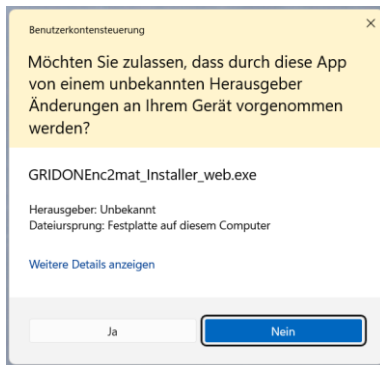 Benutzerkontensteuerung
Möchten Sie zulassen, dass durch diese App
von einem unbekannten Herausgeber
Änderungen an Ihrem Gerät vorgenommen
werden?
GRIDONEnc2mat_Installer_web.exe
Herausgeber: Unbekannt
Dateiursprung: Festplatte auf diesem Computer
Weitere Details anzeigen
Ja
Nein